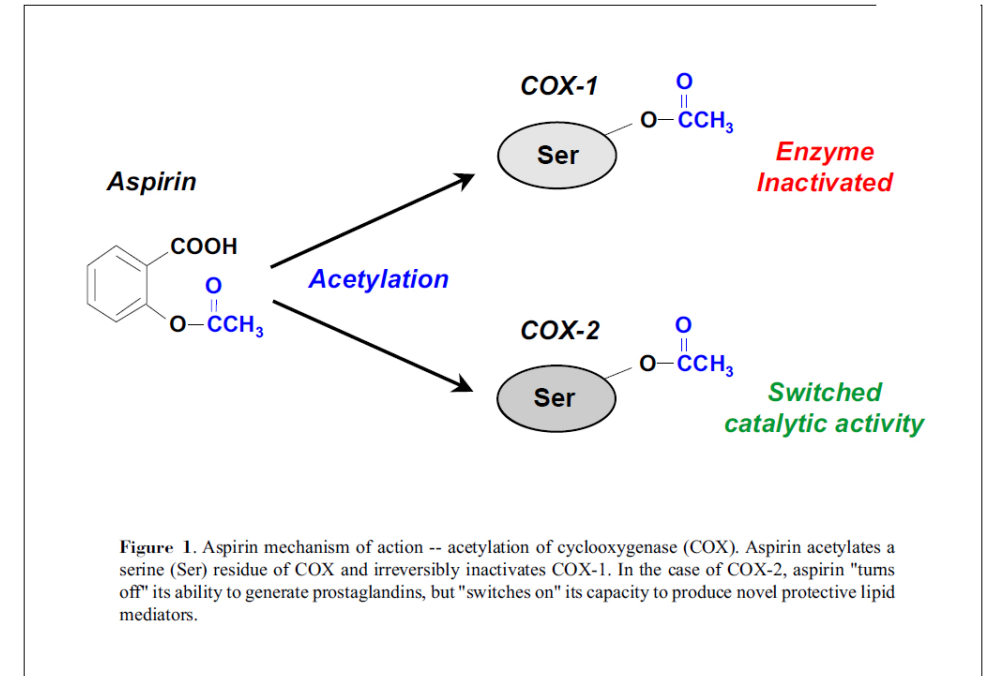 COX-1
O
O–CCH₃
Ser
Enzyme
Inactivated
Aspirin
COOH
O
O–CCH₃
Acetylation
COX-2
O
O–CCH₃
Ser
Switched
catalytic activity
Figure 1. Aspirin mechanism of action -- acetylation of cyclooxygenase (COX). Aspirin acetylates a
serine (Ser) residue of COX and irreversibly inactivates COX-1. In the case of COX-2, aspirin "turns
off" its ability to generate prostaglandins, but "switches on" its capacity to produce novel protective lipid
mediators.